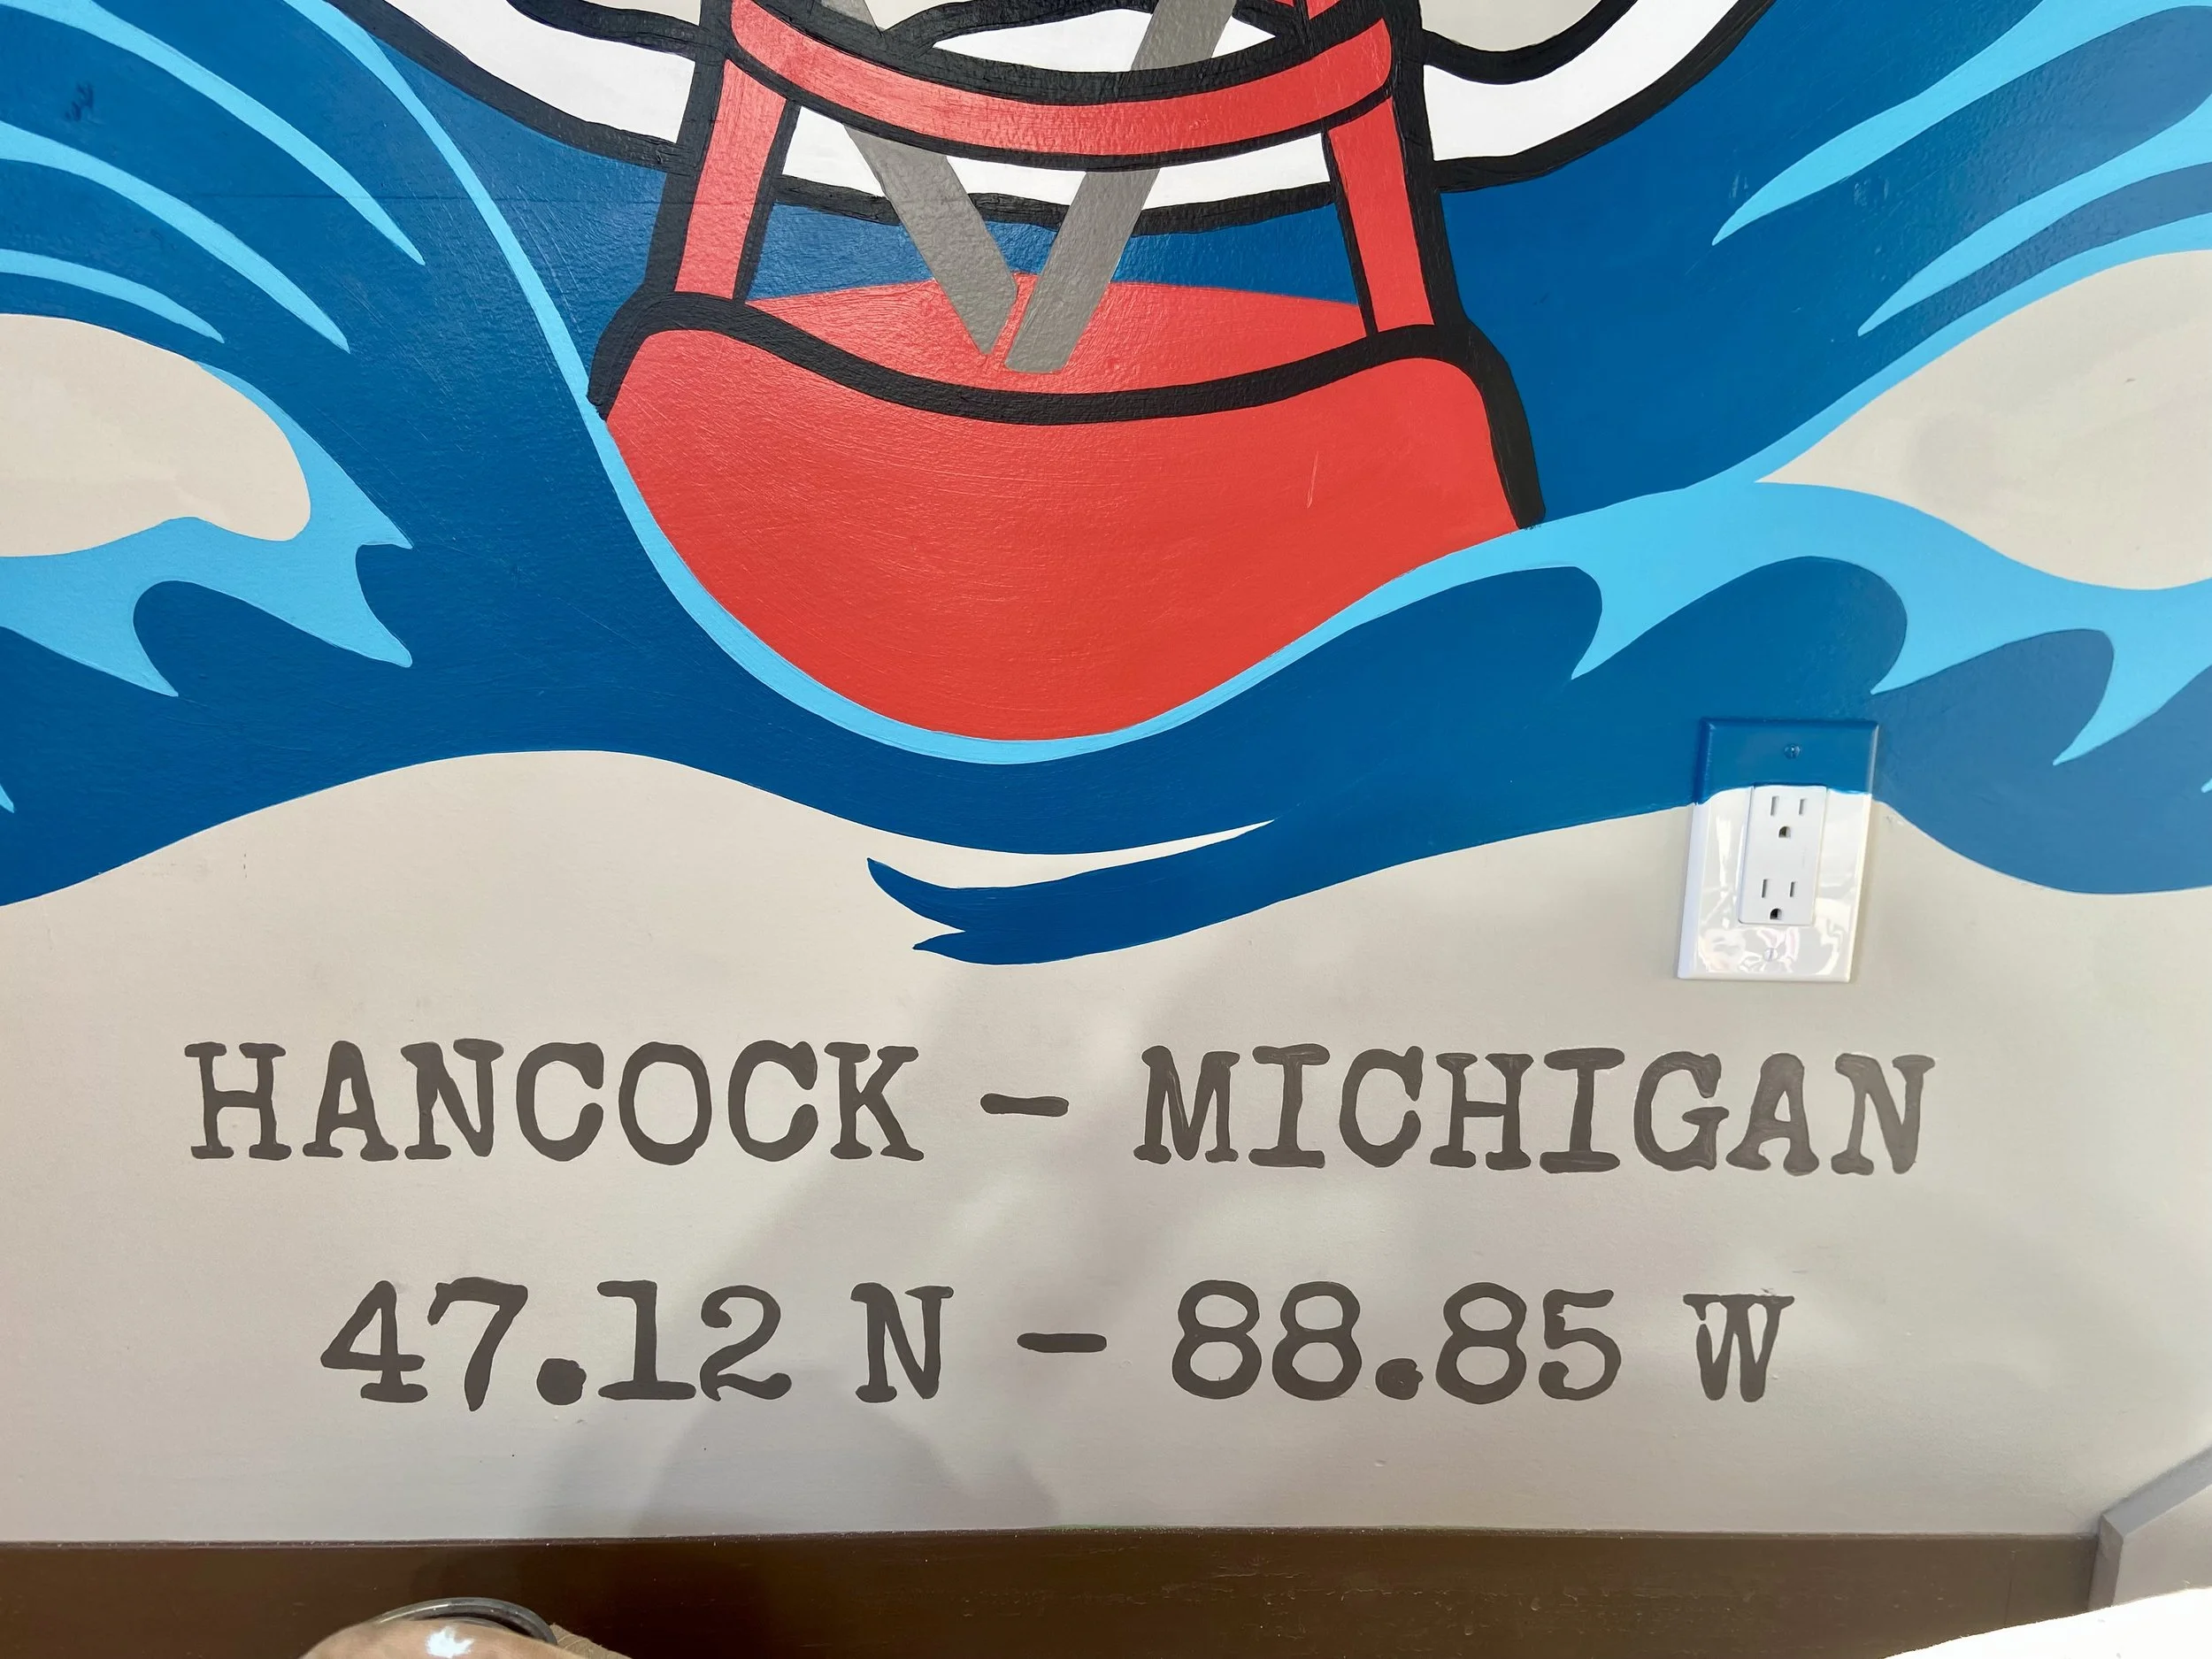 HANCOCK - MICHIGAN
47.12 N - 88.85 W